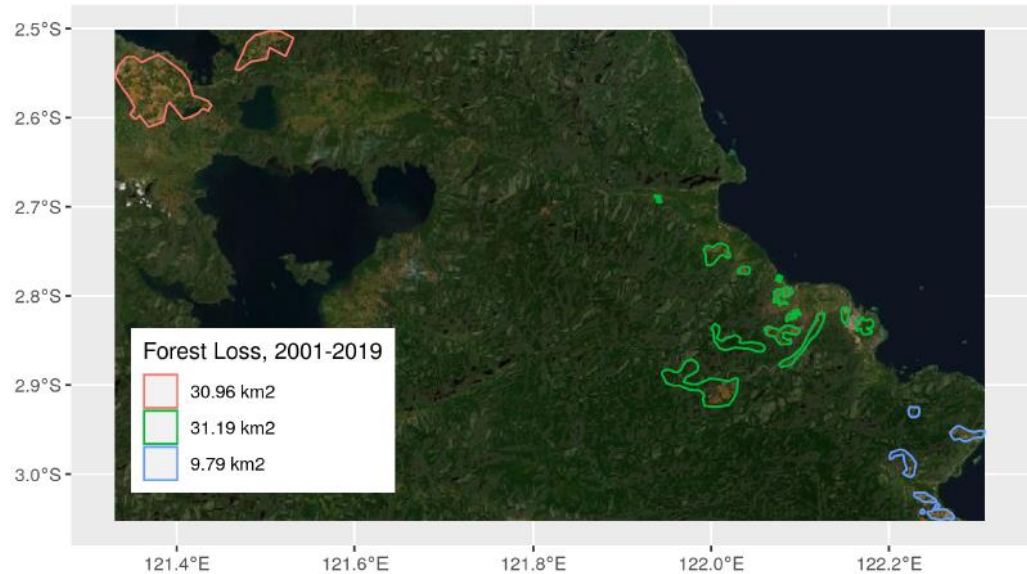 2.5°S
2.6°S
2.7°S
2.8°S
2.9°S
3.0°S
Forest Loss, 2001-2019
30.96 km2
31.19 km2
9.79 km2
121.4°E 121.6°E 121.8°E 122.0°E 122.2°E